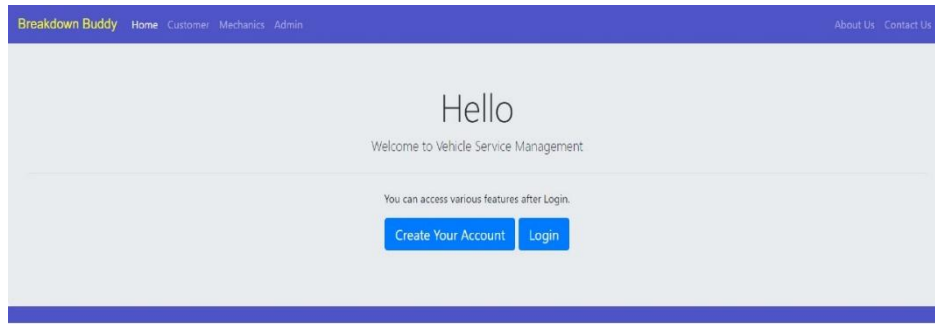 Breakdown Buddy Home Customer Mechanics Admin About Us Contact Us
Hello
Welcome to Vehicle Service Management
You can access various features after Login.
Create Your Account Login